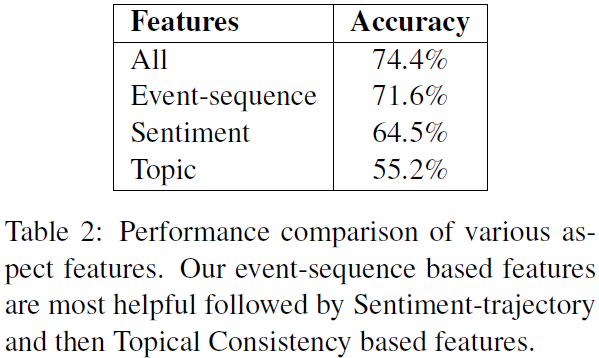 Features Accuracy
All 74.4%
Event-sequence 71.6%
Sentiment 64.5%
Topic 55.2%
Table 2: Performance comparison of various as-
pect features. Our event-sequence based features
are most helpful followed by Sentiment-trajectory
and then Topical Consistency based features.